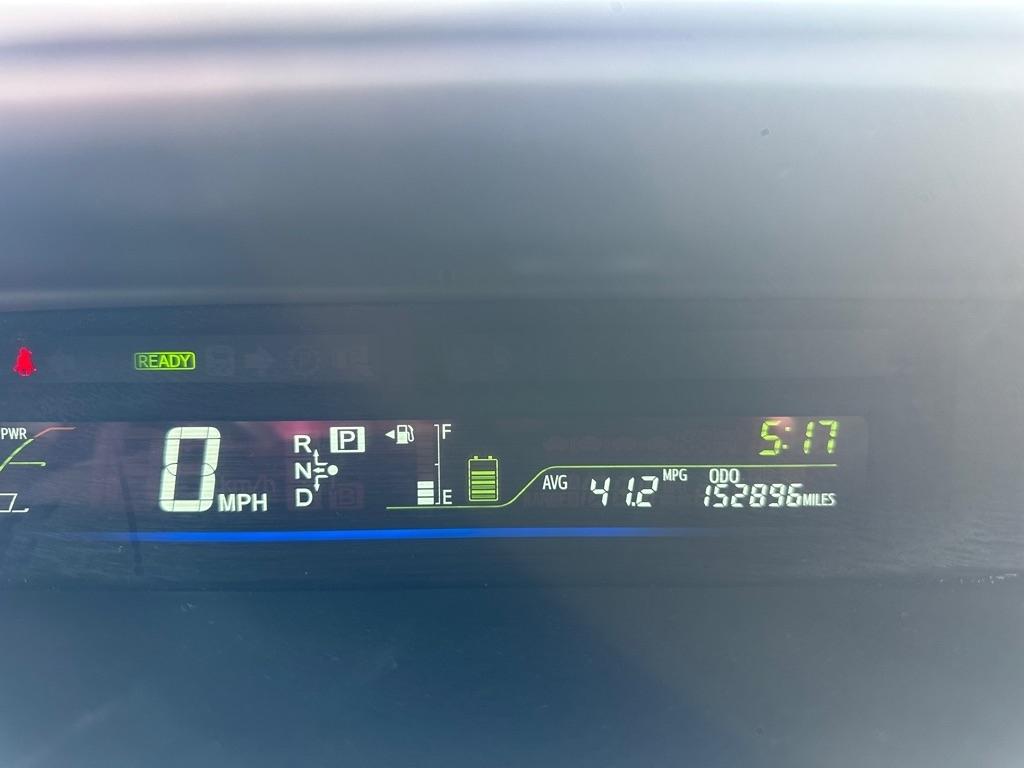 READY
PWR
0 MPH
R
N
D
P
F
E
5:17
AVG 41.2 MPG
ODO
152896 MILES